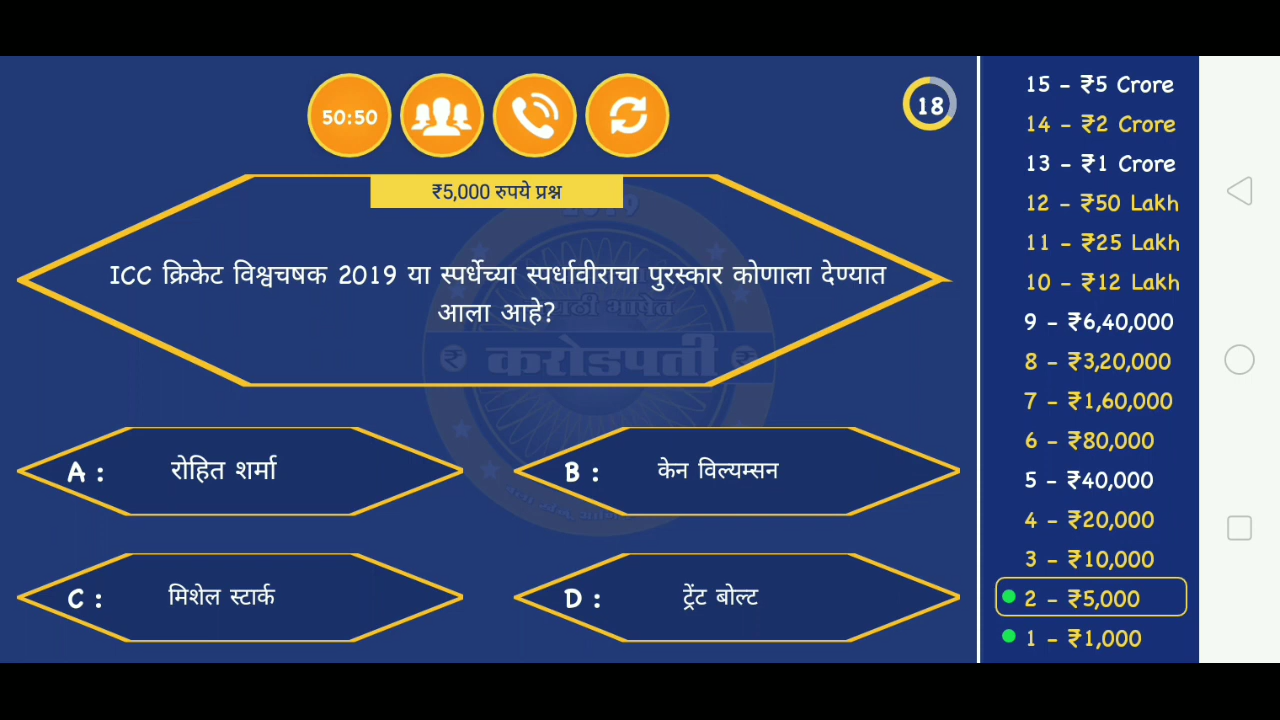 50:50
18
₹5,000 रुपये प्रश्न
2019
ICC क्रिकेट विश्वचषक 2019 या स्पर्धेच्या स्पर्धावीराचा पुरस्कार कोणाला देण्यात
आला आहे?
करोडपती
A : रोहित शर्मा
B : केन विल्यम्सन
C : मिशेल स्टार्क
D : ट्रेंट बोल्ट
15 - ₹5 Crore
14 - ₹2 Crore
13 - ₹1 Crore
12 - ₹50 Lakh
11 - ₹25 Lakh
10 - ₹12 Lakh
9 - ₹6,40,000
8 - ₹3,20,000
7 - ₹1,60,000
6 - ₹80,000
5 - ₹40,000
4 - ₹20,000
3 - ₹10,000
2 - ₹5,000
1 - ₹1,000